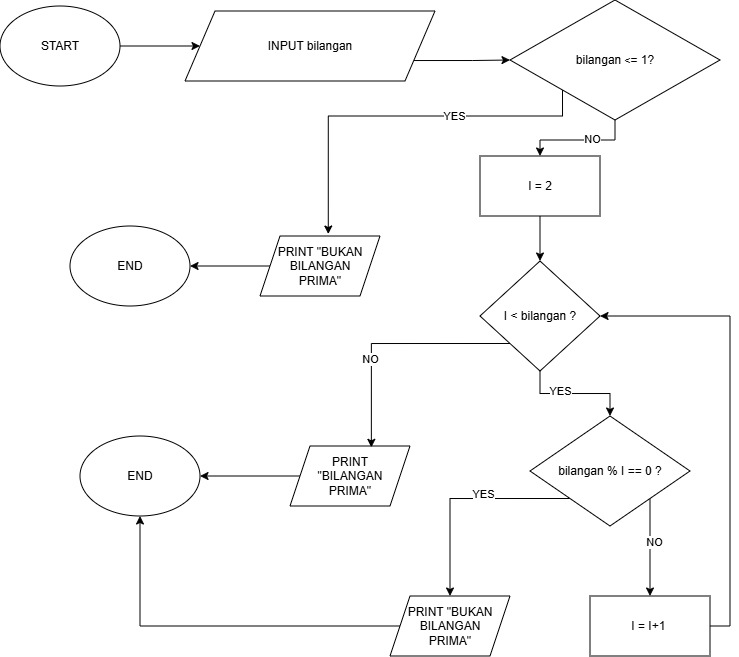 START
INPUT bilangan
bilangan <= 1?
YES
NO
I = 2
END
PRINT "BUKAN
BILANGAN
PRIMA"
I < bilangan ?
NO
YES
END
PRINT
"BILANGAN
PRIMA"
bilangan % I == 0 ?
YES
NO
PRINT "BUKAN
BILANGAN
PRIMA"
I = I+1